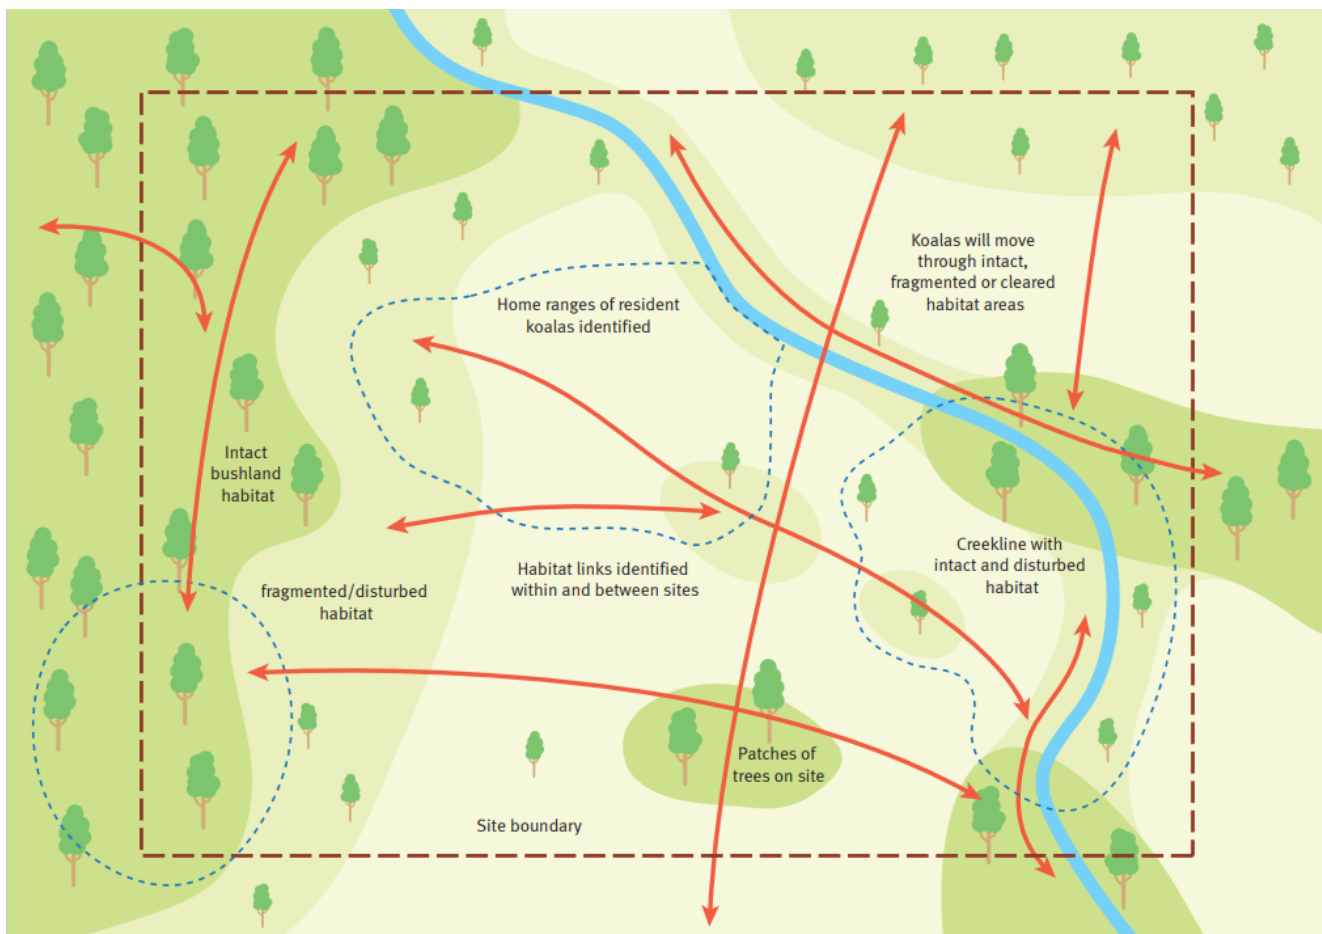 Koalas will move
through intact,
fragmented or cleared
habitat areas
Home ranges of resident
koalas identified
Intact
bushland
habitat
Creekline with
intact and disturbed
habitat
Habitat links identified
within and between sites
fragmented/disturbed
habitat
Patches of
trees on site
Site boundary